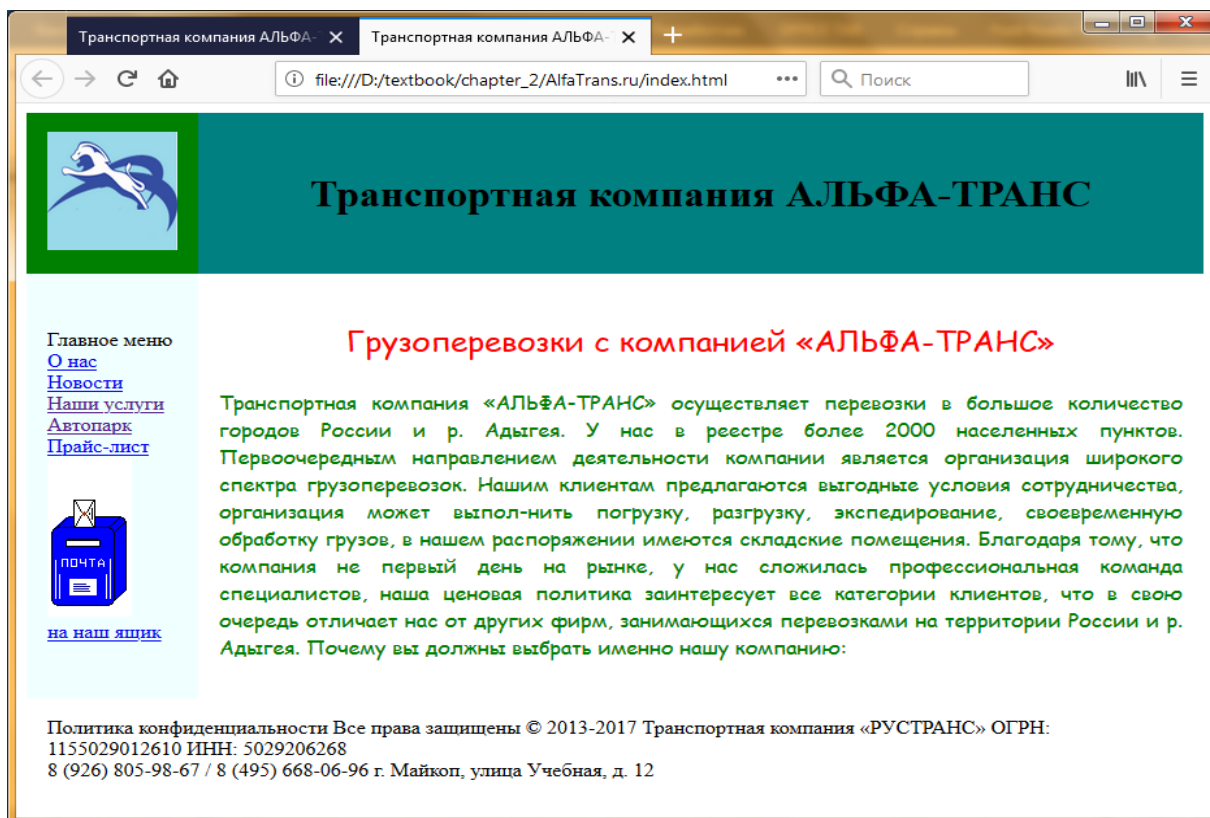 Транспортная компания АЛЬФА-
Транспортная компания АЛЬФА-
file:///D:/textbook/chapter_2/AlfaTrans.ru/index.html
Поиск
Транспортная компания АЛЬФА-ТРАНС
Главное меню
О нас
Новости
Наши услуги
Автопарк
Прайс-лист
ПОЧТА
на наш ящик
Грузоперевозки с компанией «АЛЬФА-ТРАНС»
Транспортная компания «АЛЬФА-ТРАНС» осуществляет перевозки в большое количество
городов России и р. Адыгея. У нас в реестре более 2000 населенных пунктов.
Первоочередным направлением деятельности компании является организация широкого
спектра грузоперевозок. Нашим клиентам предлагаются выгодные условия сотрудничества,
организация может выпол-нить погрузку, разгрузку, экспедирование, своевременную
обработку грузов, в нашем распоряжении имеются складские помещения. Благодаря тому, что
компания не первый день на рынке, у нас сложилась профессиональная команда
специалистов, наша ценовая политика заинтересует все категории клиентов, что в свою
очередь отличает нас от других фирм, занимающихся перевозками на территории России и р.
Адыгея. Почему вы должны выбрать именно нашу компанию:
Политика конфиденциальности Все права защищены © 2013-2017 Транспортная компания «РУСТРАНС» ОГРН:
1155029012610 ИНН: 5029206268
8 (926) 805-98-67 / 8 (495) 668-06-96 г. Майкоп, улица Учебная, д. 12